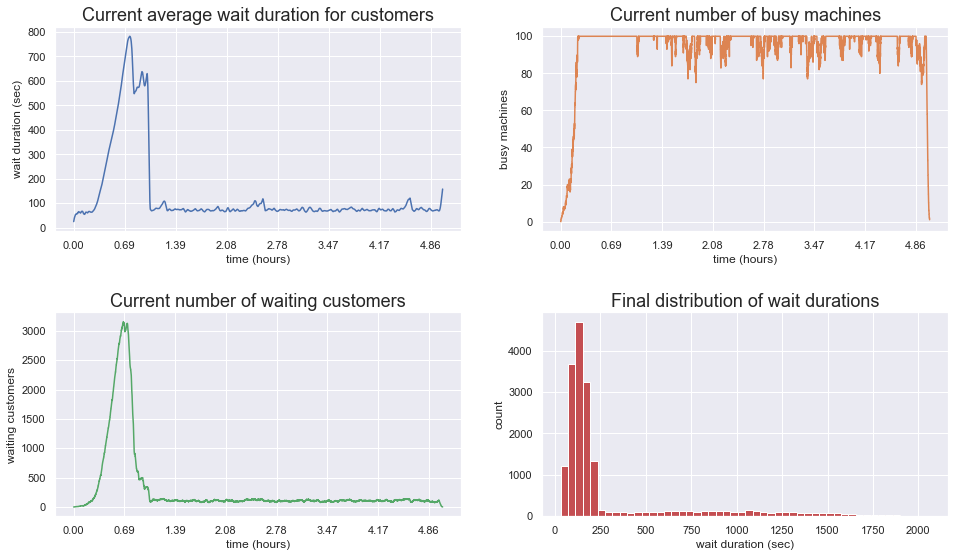 Current average wait duration for customers
wait duration (sec)
800
700
600
500
400
300
200
100
0
0.00 0.69 1.39 2.08 2.78 3.47 4.17 4.86
time (hours)
Current number of busy machines
busy machines
100
80
60
40
20
0
0.00 0.69 1.39 2.08 2.78 3.47 4.17 4.86
time (hours)
Current number of waiting customers
waiting customers
3000
2500
2000
1500
1000
500
0
0.00 0.69 1.39 2.08 2.78 3.47 4.17 4.86
time (hours)
Final distribution of wait durations
count
4000
3000
2000
1000
0
0 250 500 750 1000 1250 1500 1750 2000
wait duration (sec)